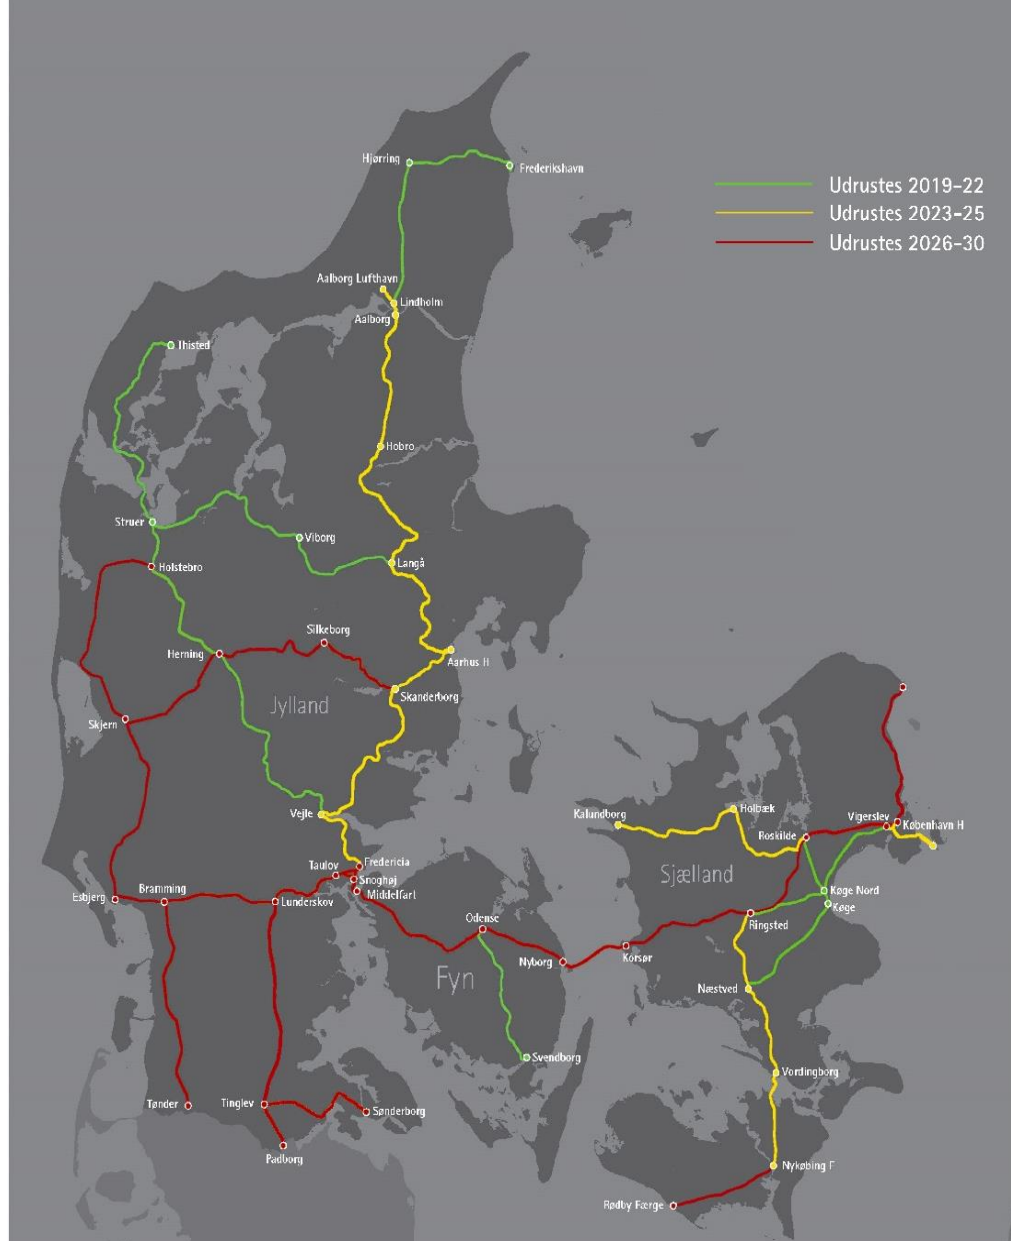 Hjørring
Frederikshavn
Udrustes 2019-22
Udrustes 2023-25
Udrustes 2026-30
Aalborg Lufthavn
Lindholm
Aalborg
Thisted
Hobro
Struer
Viborg
Langå
Holstebro
Silkeborg
Herning
Aarhus H
Skanderborg
Jylland
Skjern
Vejle
Kalundborg
Holbæk
Roskilde
Vigerslev
København H
Taulov
Fredericia
Snoghøj
Middelfart
Sjælland
Esbjerg
Bramming
Lunderskov
Køge Nord
Køge
Odense
Ringsted
Nyborg
Korsør
Fyn
Næstved
Svendborg
Vordingborg
Tønder
Tinglev
Sønderborg
Padborg
Nykøbing F
Rødby Færge